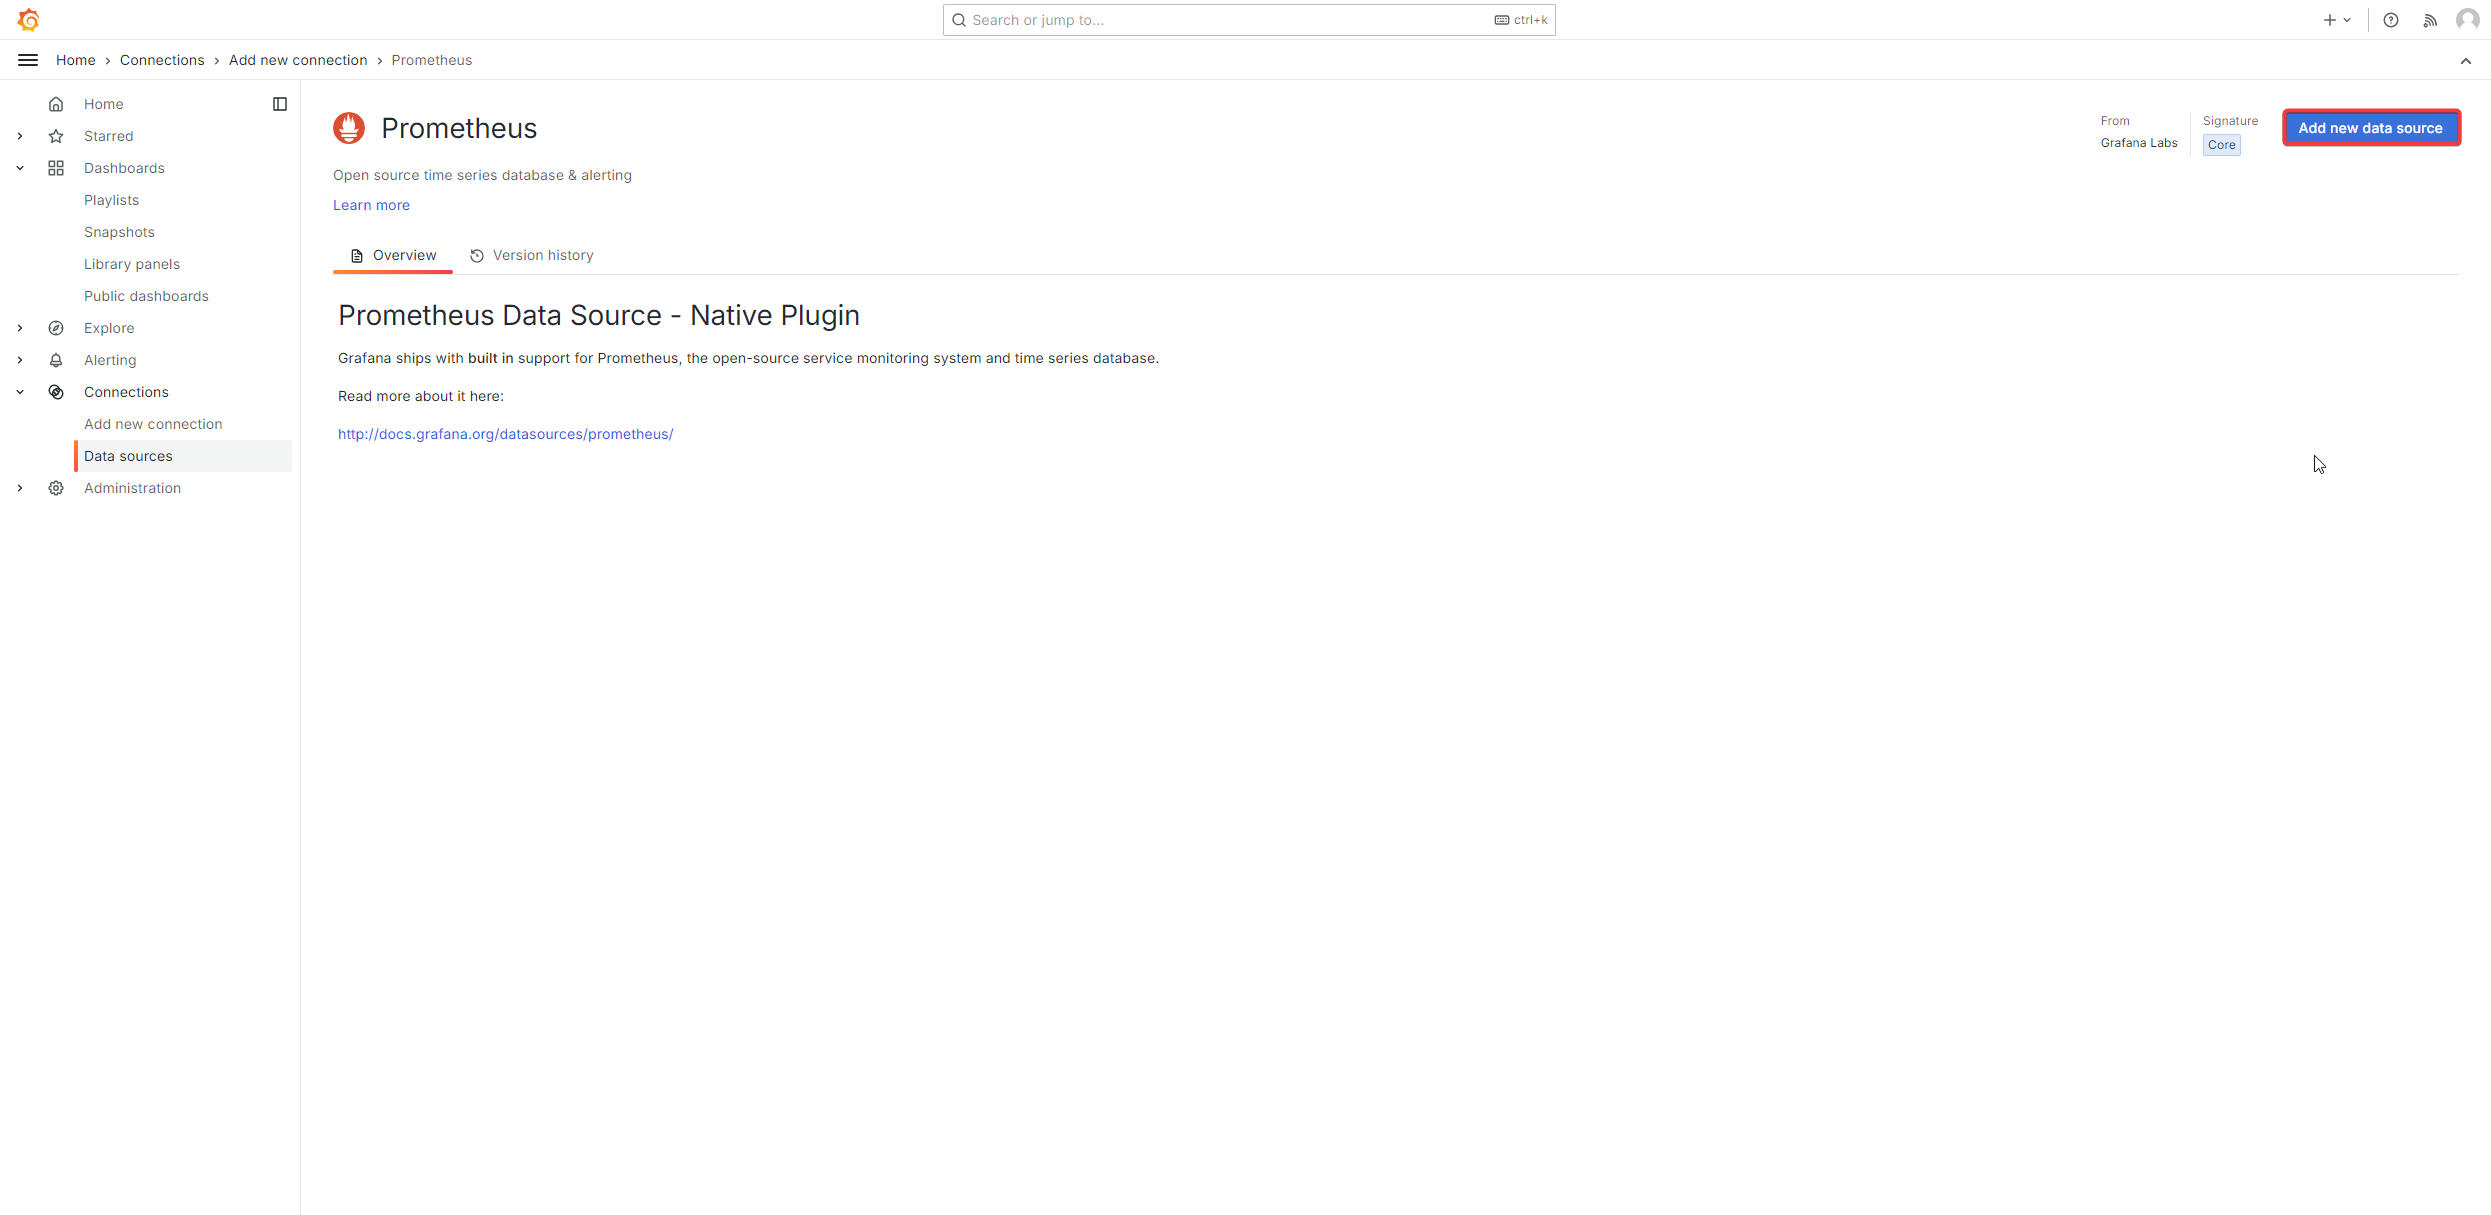 Search or jump to...
ctrl+k
Home
Connections
Add new connection
Prometheus
Home
Starred
Dashboards
Playlists
Snapshots
Library panels
Public dashboards
Explore
Alerting
Connections
Add new connection
Data sources
Administration
Prometheus
From
Grafana Labs
Signature
Core
Add new data source
Open source time series database & alerting
Learn more
Overview
Version history
Prometheus Data Source - Native Plugin
Grafana ships with built in support for Prometheus, the open-source service monitoring system and time series database.
Read more about it here:
http://docs.grafana.org/datasources/prometheus/